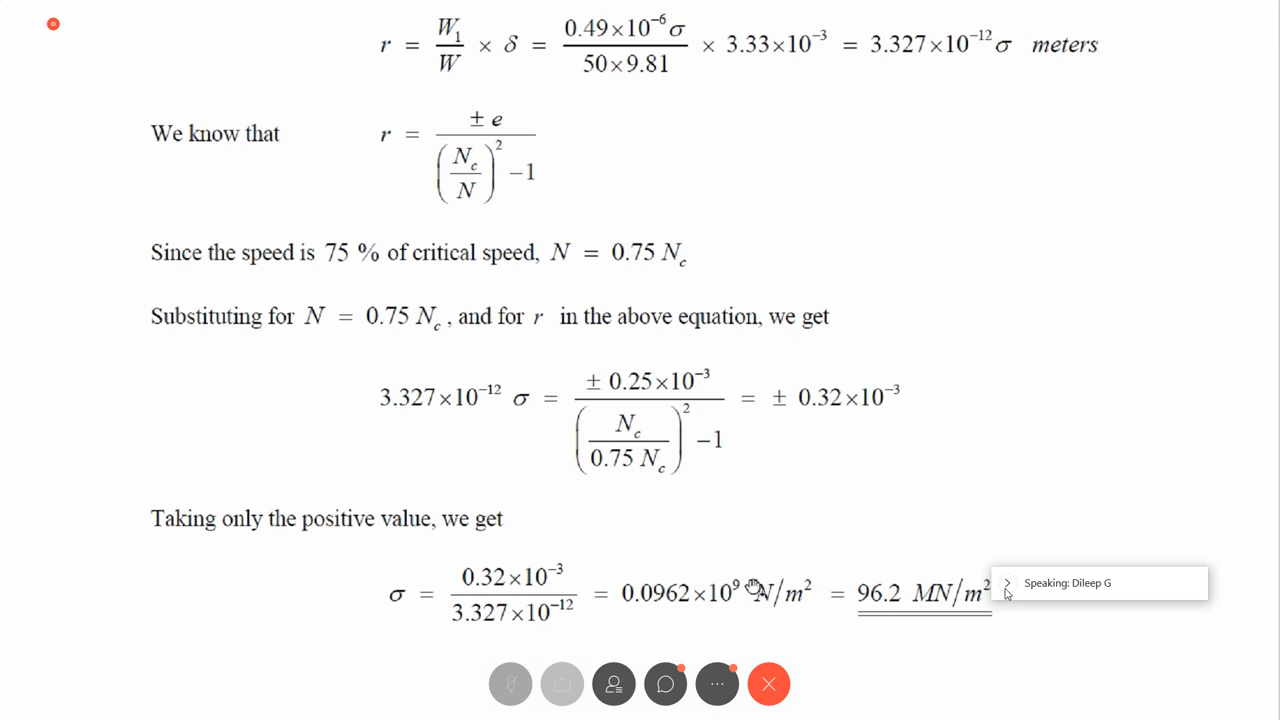 r = W₁/W × δ = 0.49×10⁻⁶ σ / 50×9.81 × 3.33×10⁻³ = 3.327×10⁻¹² σ meters
We know that r = ± e / (N_c/N)² −1
Since the speed is 75 % of critical speed, N = 0.75 N_c
Substituting for N = 0.75 N_c , and for r in the above equation, we get
3.327×10⁻¹² σ = ± 0.25×10⁻³ / (N_c / 0.75 N_c)² −1 = ± 0.32×10⁻³
Taking only the positive value, we get
σ = 0.32×10⁻³ / 3.327×10⁻¹² = 0.0962×10⁹ N/m² = 96.2 MN/m²
Speaking: Dileep G